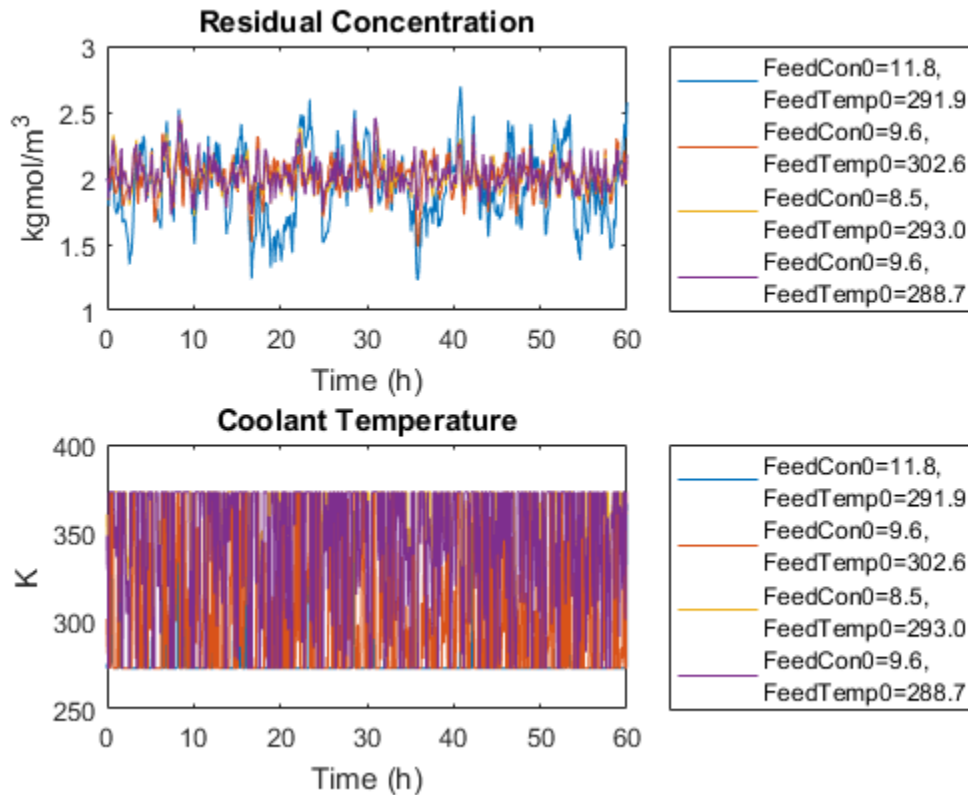 Residual Concentration
3
2.5
2
1.5
1
kgmol/m³
0 10 20 30 40 50 60
Time (h)
FeedCon0=11.8,
FeedTemp0=291.9
FeedCon0=9.6,
FeedTemp0=302.6
FeedCon0=8.5,
FeedTemp0=293.0
FeedCon0=9.6,
FeedTemp0=288.7
Coolant Temperature
400
350
300
250
K
0 10 20 30 40 50 60
Time (h)
FeedCon0=11.8,
FeedTemp0=291.9
FeedCon0=9.6,
FeedTemp0=302.6
FeedCon0=8.5,
FeedTemp0=293.0
FeedCon0=9.6,
FeedTemp0=288.7